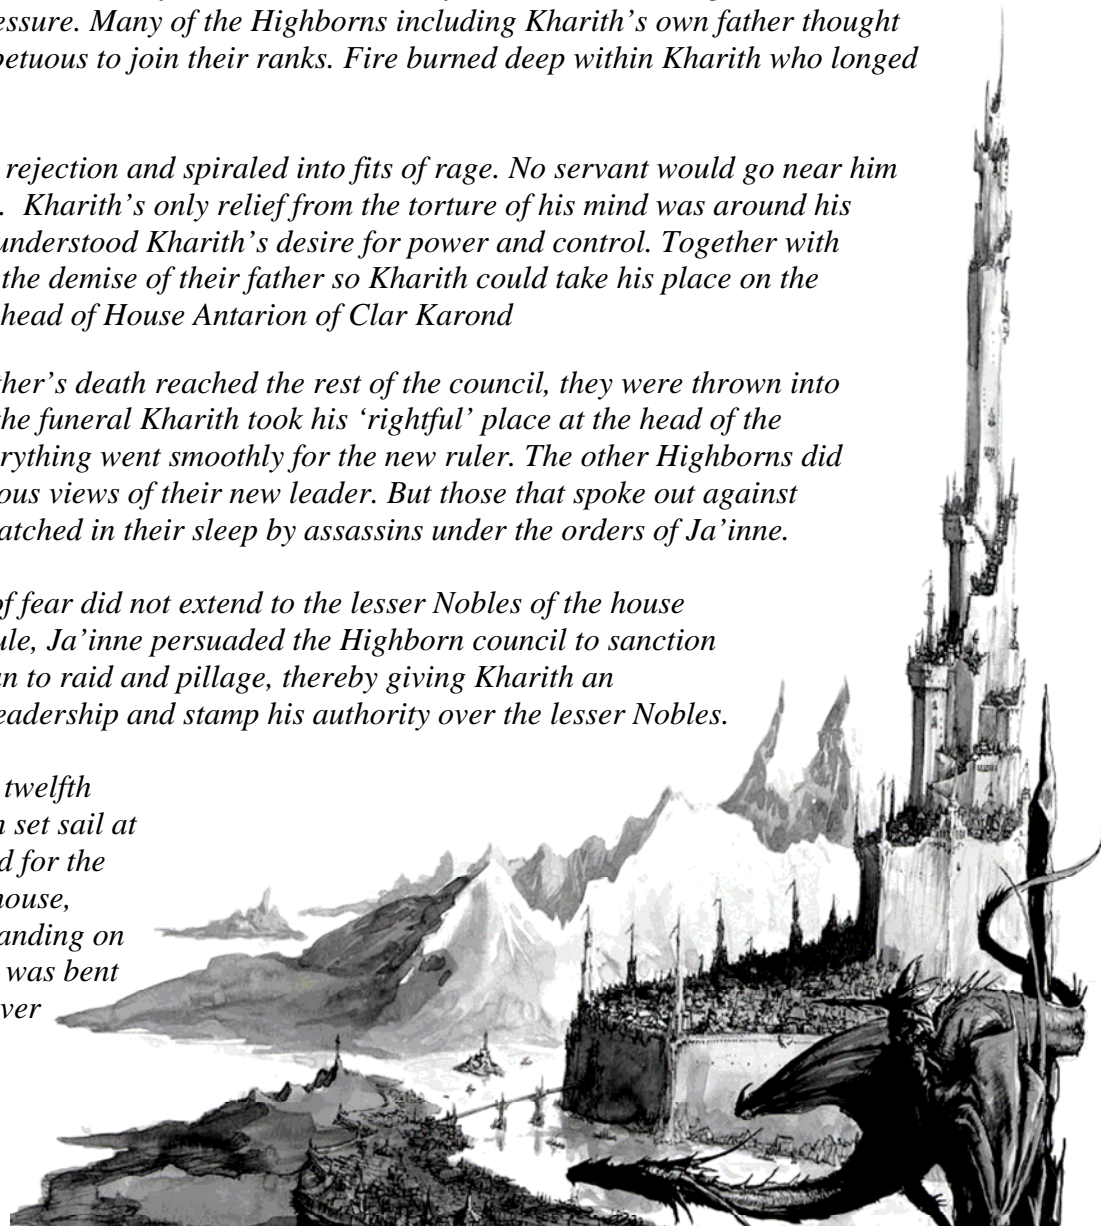 essure. Many of the Highborns including Kharith's own father thought
petuous to join their ranks. Fire burned deep within Kharith who longed
rejection and spiraled into fits of rage. No servant would go near him
. Kharith's only relief from the torture of his mind was around his
understood Kharith's desire for power and control. Together with
the demise of their father so Kharith could take his place on the
head of House Antarion of Clar Karond
ther's death reached the rest of the council, they were thrown into
the funeral Kharith took his 'rightful' place at the head of the
rything went smoothly for the new ruler. The other Highborns did
ous views of their new leader. But those that spoke out against
atched in their sleep by assassins under the orders of Ja'inne.
of fear did not extend to the lesser Nobles of the house
ule, Ja'inne persuaded the Highborn council to sanction
an to raid and pillage, thereby giving Kharith an
eadership and stamp his authority over the lesser Nobles.
twelfth
n set sail at
d for the
house,
anding on
was bent
ver